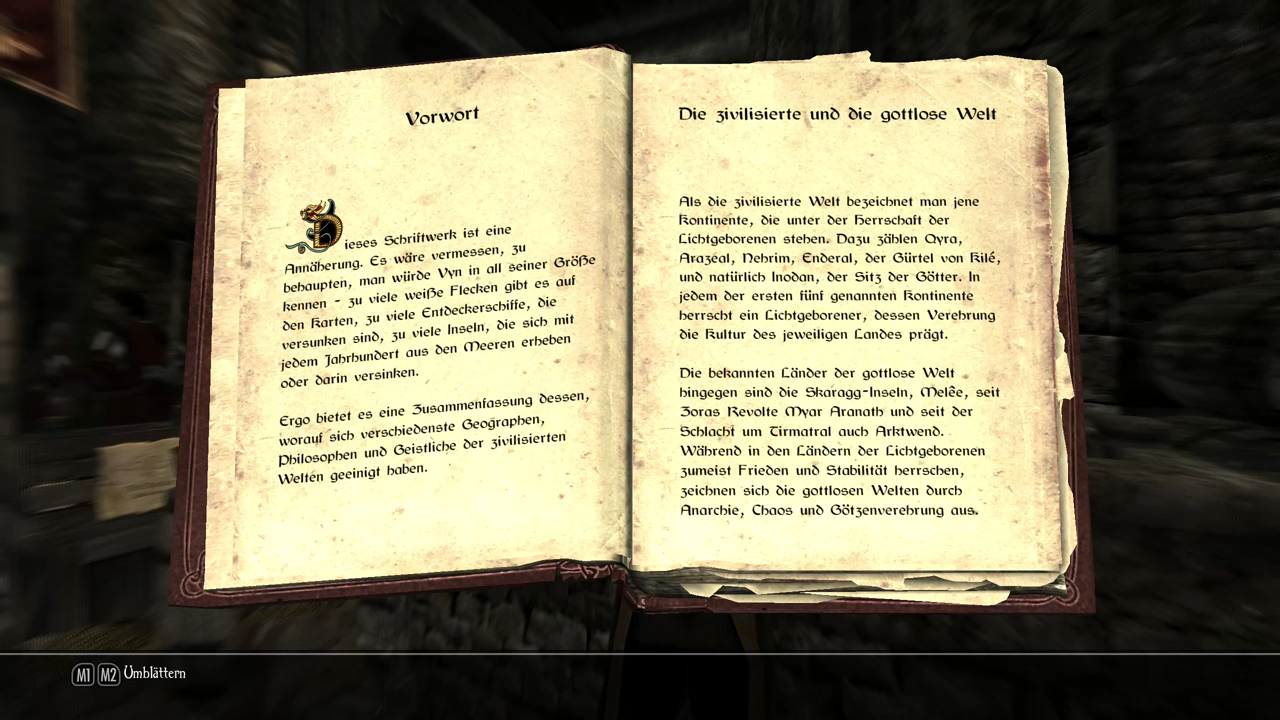 Vorwort
Dieses Schriftwerk ist eine
Annäherung. Es wäre vermessen, zu
behaupten, man würde Vyn in all seiner Größe
kennen - zu viele weiße Flecken gibt es auf
den Karten, zu viele Entdeckerschiffe, die
versunken sind, zu viele Inseln, die sich mit
jedem Jahrhundert aus den Meeren erheben
oder darin versinken.
Ergo bietet es eine Zusammenfassung dessen,
worauf sich verschiedenste Geographen,
Philosophen und Geistliche der zivilisierten
Welten geeinigt haben.
Die zivilisierte und die gottlose Welt
Als die zivilisierte Welt bezeichnet man jene
Kontinente, die unter der Herrschaft der
Lichtgeborenen stehen. Dazu zählen Qyra,
Arazéal, Nehrim, Enderal, der Gürtel von Kilé,
und natürlich Inodan, der Sitz der Götter. In
jedem der ersten fünf genannten Kontinente
herrscht ein Lichtgeborener, dessen Verehrung
die Kultur des jeweiligen Landes prägt.
Die bekannten Länder der gottlose Welt
hingegen sind die Skaragg-Inseln, Melêe, seit
Zoras Revolte Myar Aranath und seit der
Schlacht um Tirmatral auch Arktwend.
Während in den Ländern der Lichtgeborenen
zumeist Frieden und Stabilität herrschen,
zeichnen sich die gottlosen Welten durch
Anarchie, Chaos und Götzenverehrung aus.
M1 M2 Umblättern